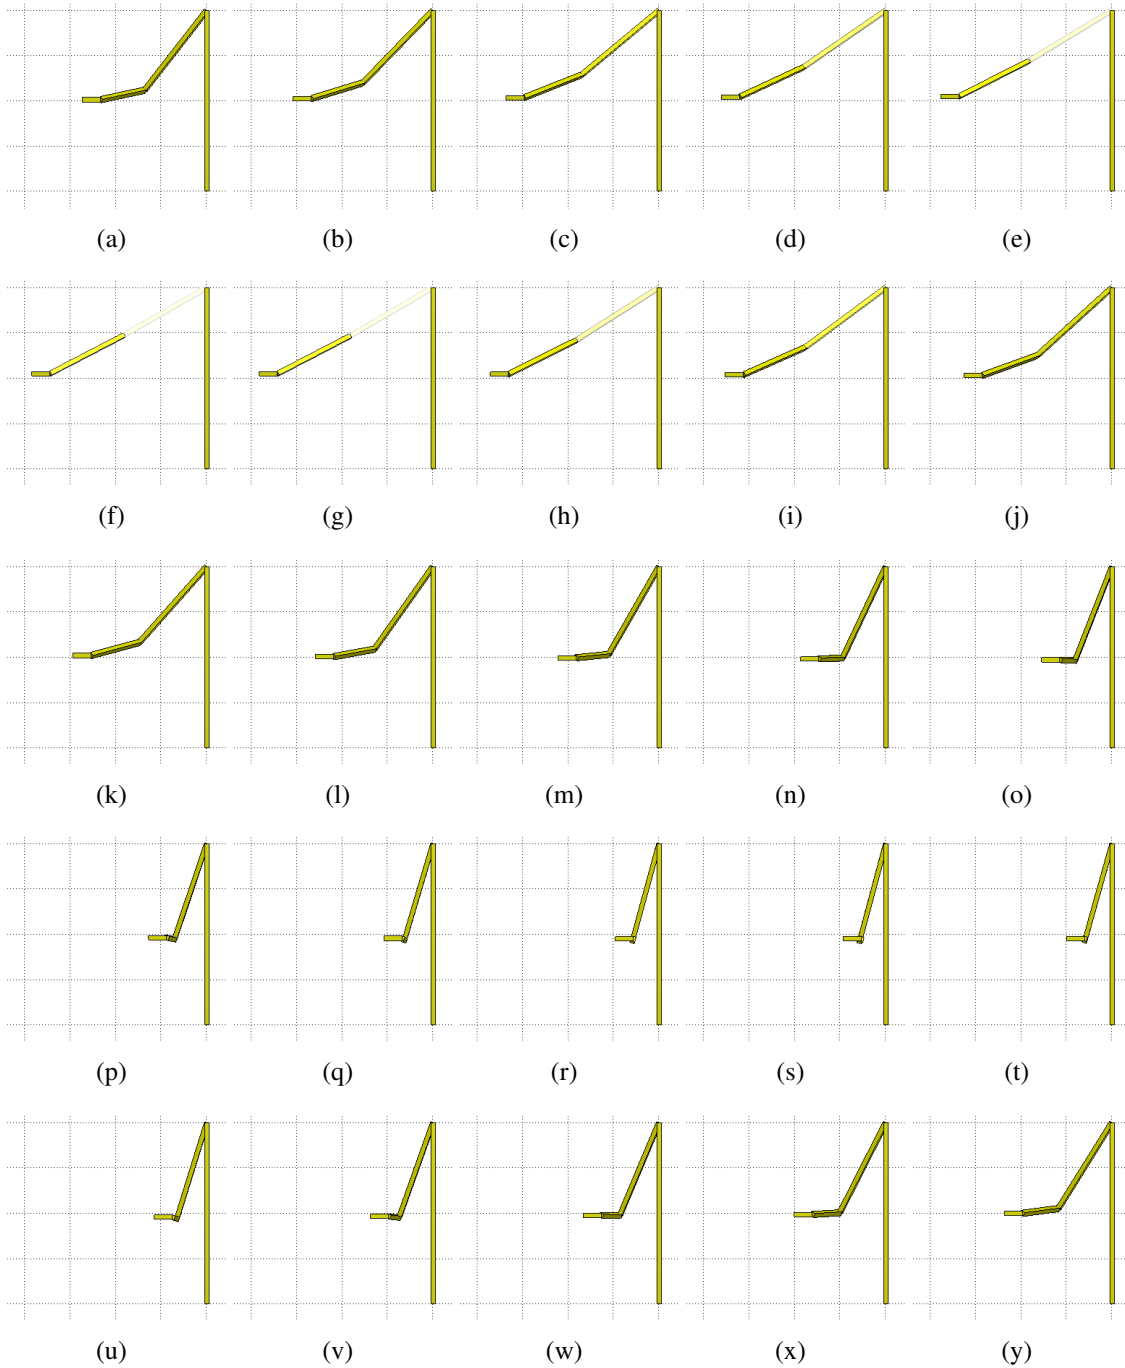 (a) (b) (c) (d) (e)
(f) (g) (h) (i) (j)
(k) (l) (m) (n) (o)
(p) (q) (r) (s) (t)
(u) (v) (w) (x) (y)